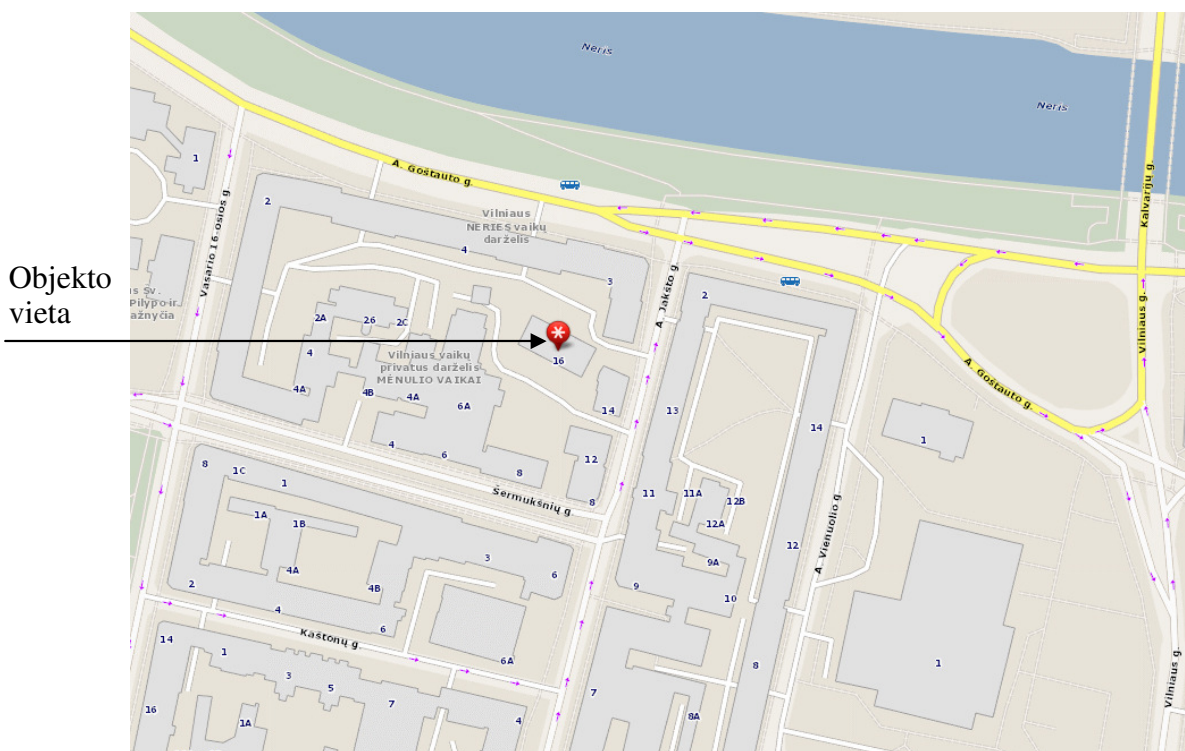 Neris
Neris
Kalvarijų g.
1
A. Goštauto g.
Vasario 16-osios g.
2
Vilniaus
NERIES vaikų
darželis
4
3
A. Jakšto g.
Objekto
vieta
us Šv.
Pilypo ir
ažnyčia
2
Vilniaus g.
2A
26
2C
4
Vilniaus vaikų
privatus darželis
MĖNULIO VAIKAI
16
A. Goštauto g.
4A
4B
4A
6A
14
13
14
1
4
6
8
12
8
Šermukšnių g.
8
1C
1
11
11A
12B
12A
A. Vienuolio g.
1A
1B
3
6
9A
12
4A
4B
2
4
6
9
10
Kaštonų g.
6A
14
1
3
5
7
4
16
1A
7
8A
8
1
Vilniaus g.